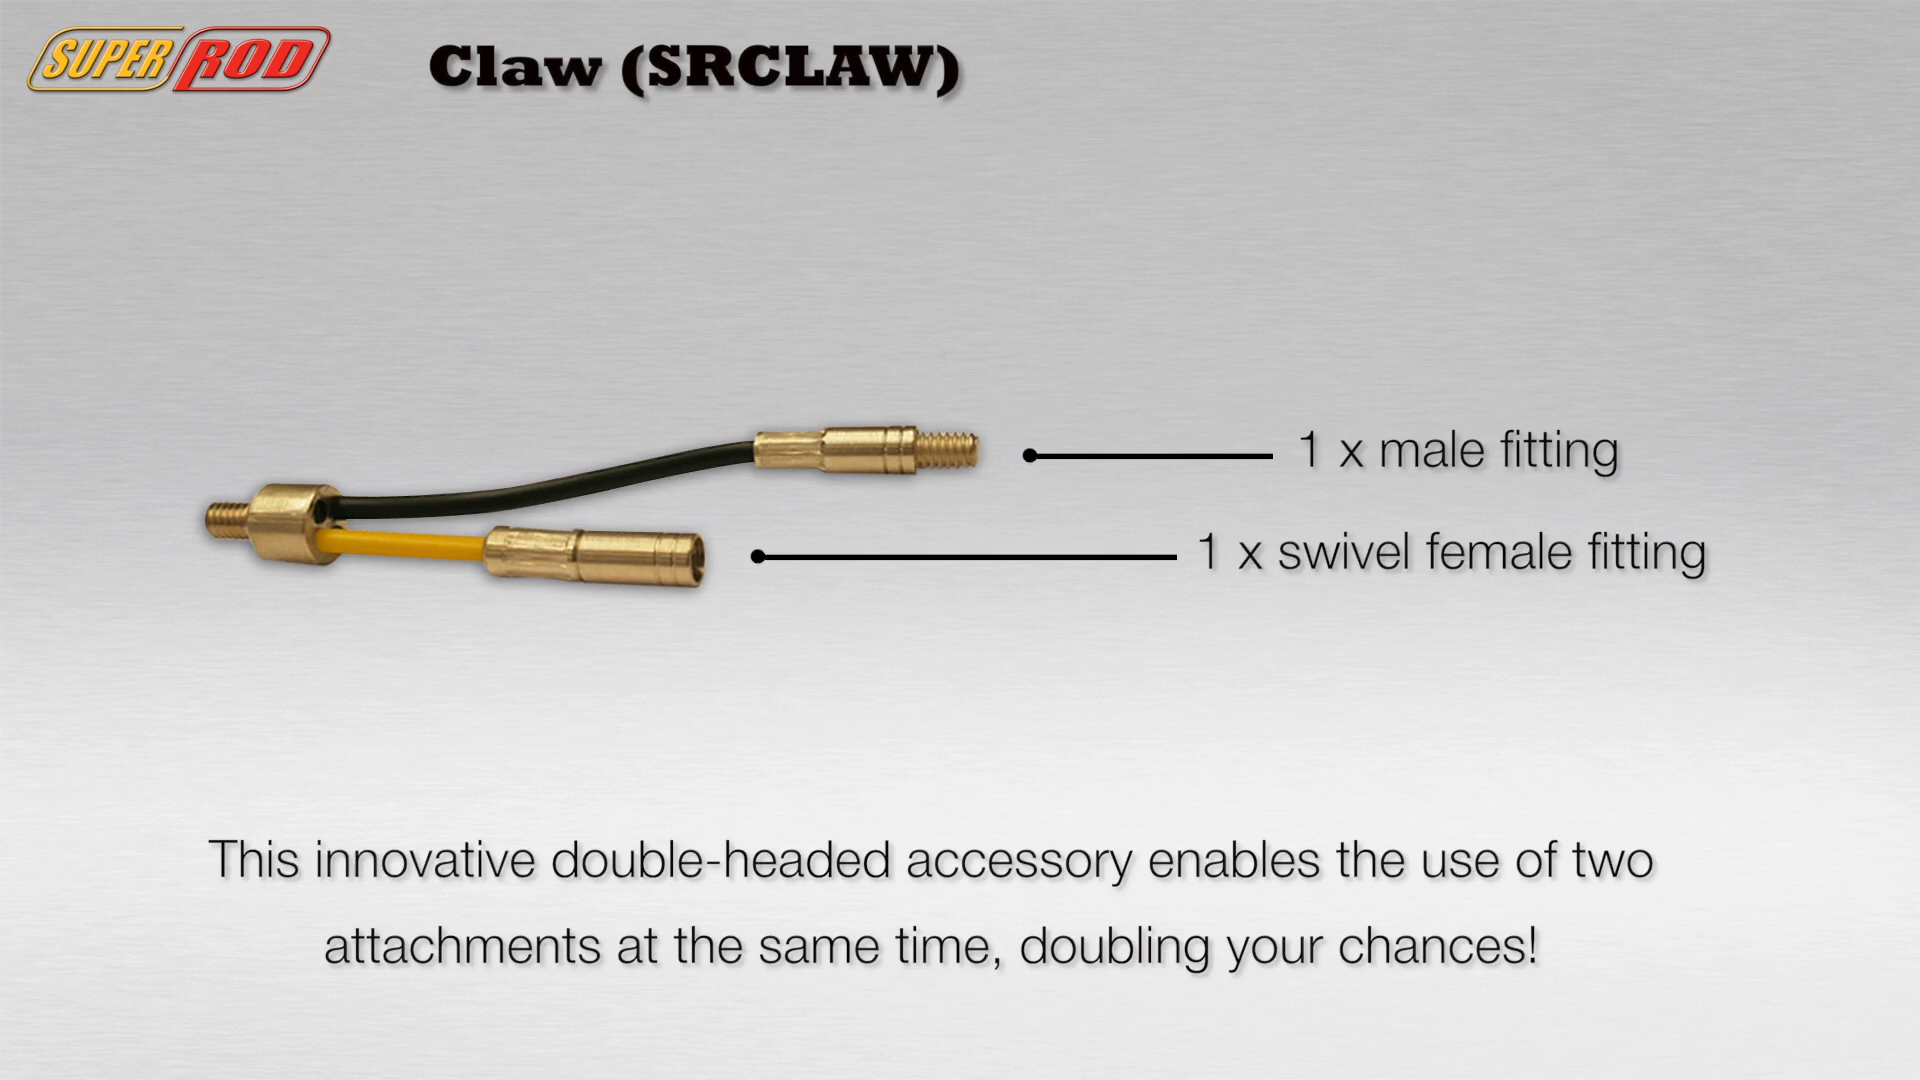 SUPER ROD
Claw (SRCLAW)
1 x male fitting
1 x swivel female fitting
This innovative double-headed accessory enables the use of two
attachments at the same time, doubling your chances!